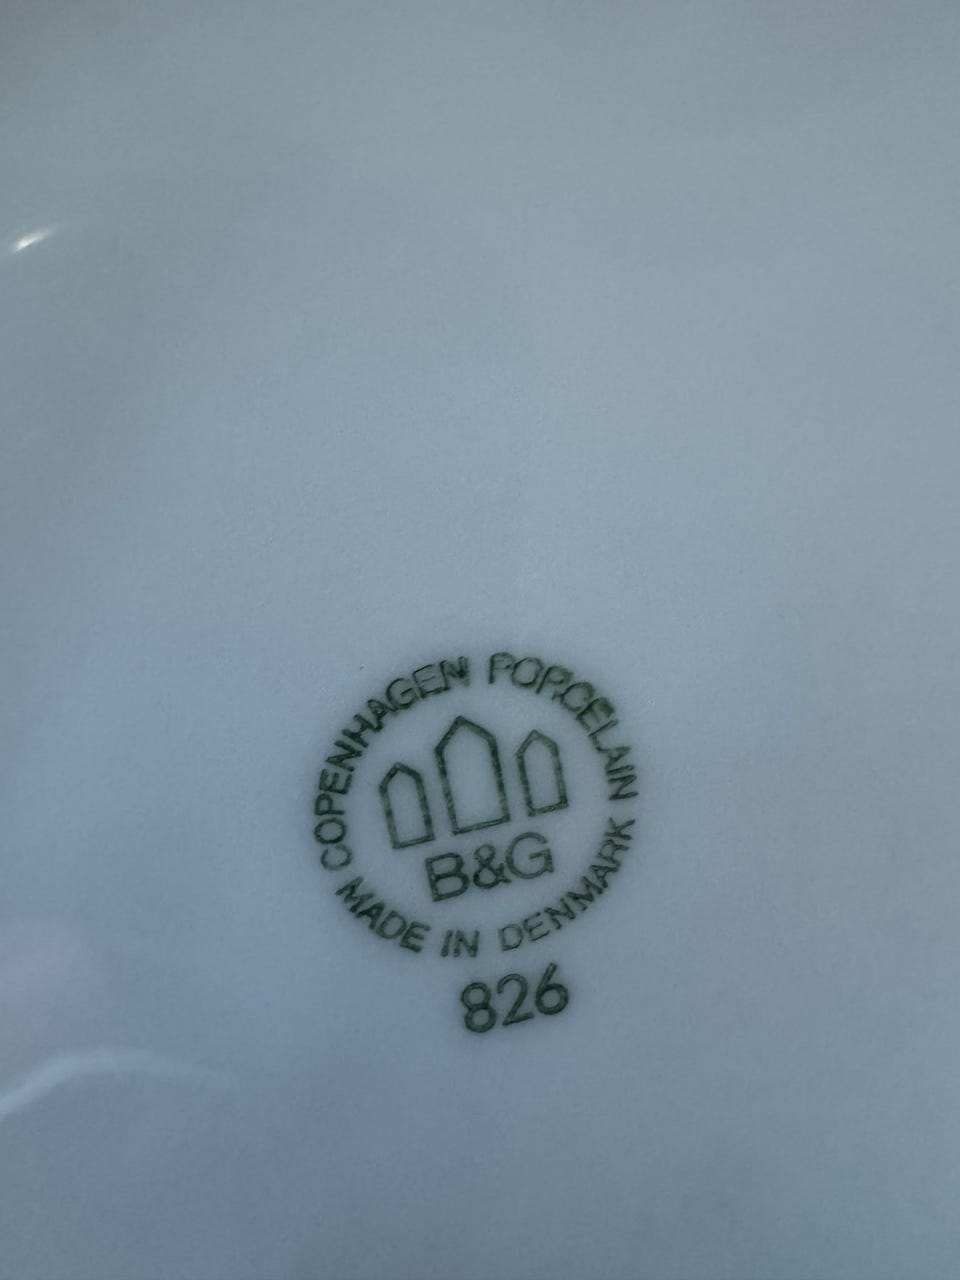 COPENHAGEN PORCELAIN
B&G
MADE IN DENMARK
826